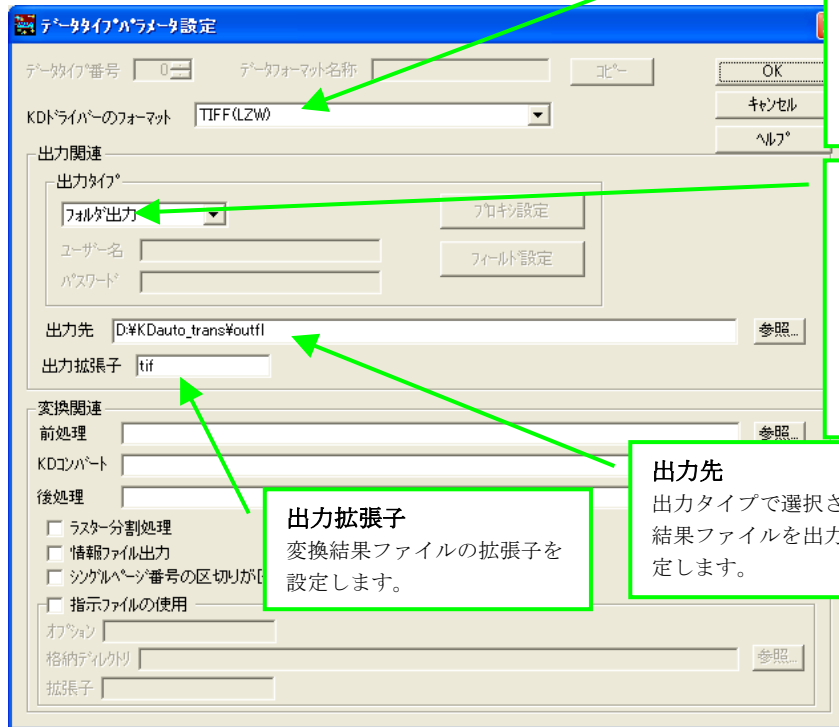 データタイプパラメータ設定
データタイプ番号 0 データフォーマット名称 コピー OK
KDドライバーのフォーマット TIFF(LZW) キャンセル
ヘルプ
出力関連
出力タイプ
フォルダ出力 プロキシ設定
ユーザー名 フィールド設定
パスワード
出力先 D:¥KDauto_trans¥outfl 参照...
出力拡張子 tif
変換関連
前処理 参照...
KDコンバート
後処理
ラスター分割処理
情報ファイル出力
シングルページ番号の区切りが
指示ファイルの使用
オプション
格納ディレクトリ 参照...
拡張子
出力拡張子
変換結果ファイルの拡張子を
設定します。
出力先
出力タイプで選択さ
結果ファイルを出力
定します。